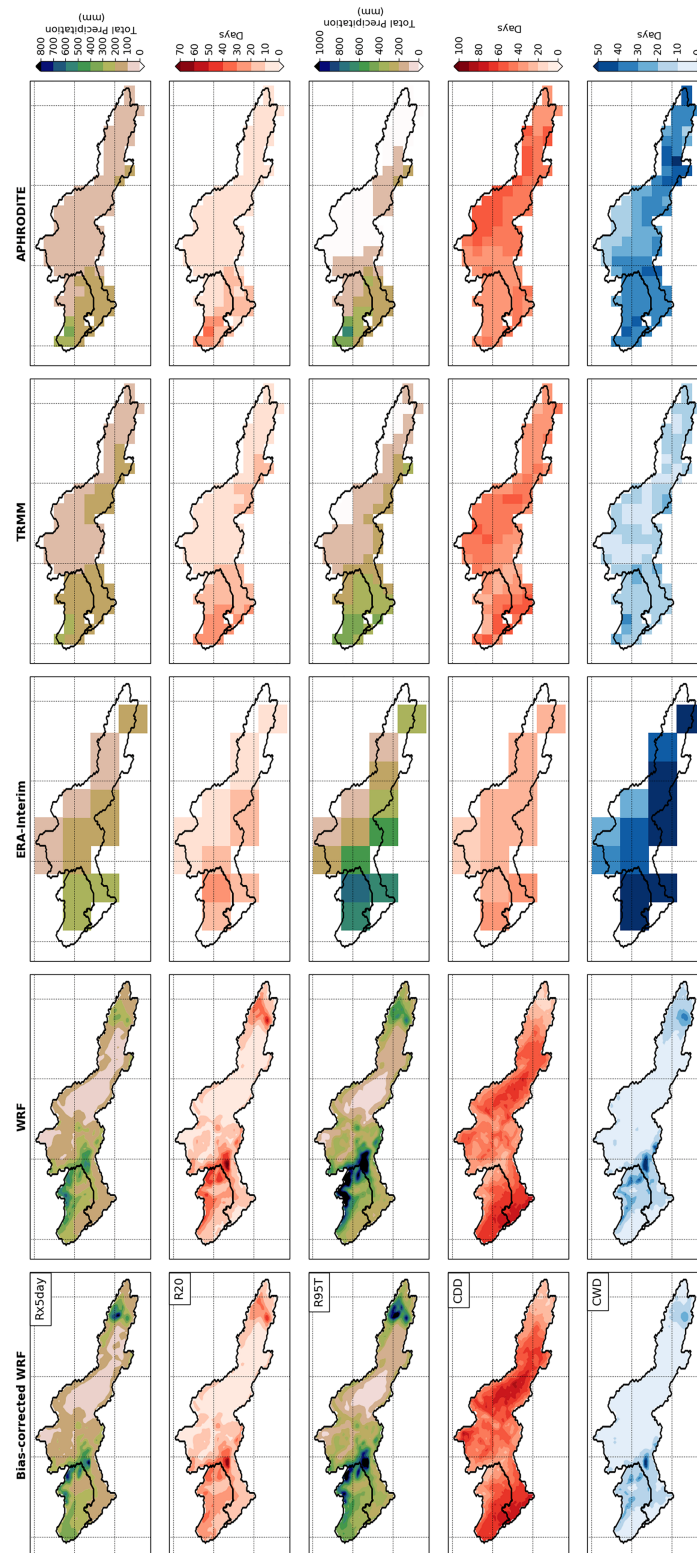 Bias-corrected WRF
WRF
ERA-Interim
TRMM
APHRODITE
Rx5day
800
700
600
500
400
300
200
100
0
Total Precipitation
(mm)
R20
70
60
50
40
30
20
10
0
Days
R95T
1000
800
600
400
200
0
Total Precipitation
(mm)
CDD
100
80
60
40
20
0
Days
CWD
50
40
30
20
10
0
Days